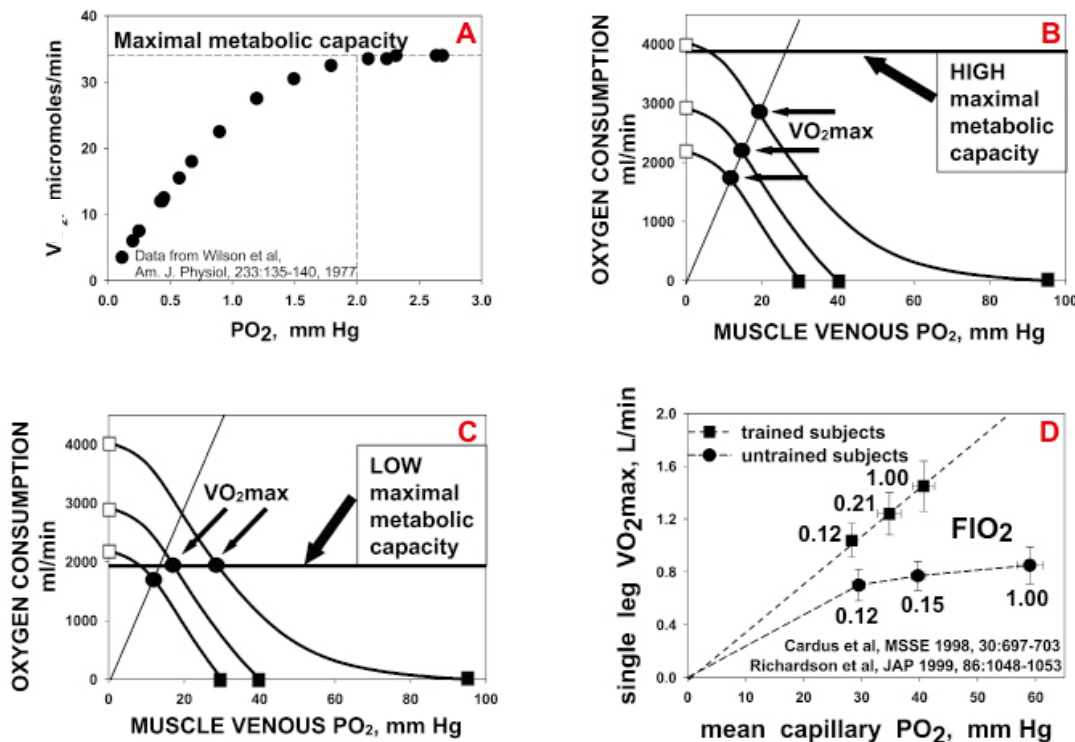 A
Maximal metabolic capacity
40
30
20
10
0
micromoles/min
Data from Wilson et al,
Am. J. Physiol, 233:135-140, 1977
0.0 0.5 1.0 1.5 2.0 2.5 3.0
PO2, mm Hg
B
OXYGEN CONSUMPTION
ml/min
4000
3000
2000
1000
0
HIGH
maximal
metabolic
capacity
VO2max
0 20 40 60 80 100
MUSCLE VENOUS PO2, mm Hg
C
OXYGEN CONSUMPTION
ml/min
4000
3000
2000
1000
0
LOW
maximal
metabolic
capacity
VO2max
0 20 40 60 80 100
MUSCLE VENOUS PO2, mm Hg
D
single leg VO2max, L/min
2.0
1.6
1.2
0.8
0.4
0.0
trained subjects
untrained subjects
1.00
0.21
0.12
FIO2
0.12
0.15
1.00
Cardus et al, MSSE 1998, 30:697-703
Richardson et al, JAP 1999, 86:1048-1053
0 10 20 30 40 50 60
mean capillary PO2, mm Hg